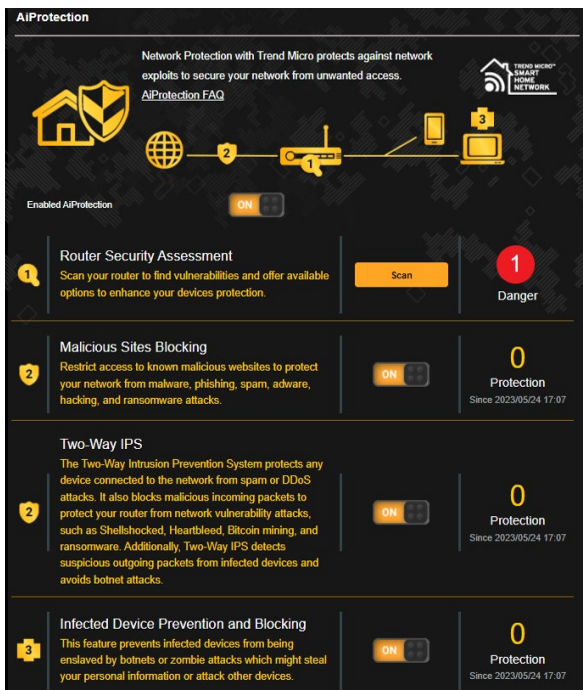 AiProtection
Network Protection with Trend Micro protects against network
exploits to secure your network from unwanted access.
AiProtection FAQ
TREND MICRO™
SMART
HOME
NETWORK
3
2
1
Enabled AiProtection
ON
1
Router Security Assessment
Scan your router to find vulnerabilities and offer available
options to enhance your devices protection.
Scan
1
Danger
2
Malicious Sites Blocking
Restrict access to known malicious websites to protect
your network from malware, phishing, spam, adware,
hacking, and ransomware attacks.
ON
0
Protection
Since 2023/05/24 17:07
2
Two-Way IPS
The Two-Way Intrusion Prevention System protects any
device connected to the network from spam or DDoS
attacks. It also blocks malicious incoming packets to
protect your router from network vulnerability attacks,
such as Shellshocked, Heartbleed, Bitcoin mining, and
ransomware. Additionally, Two-Way IPS detects
suspicious outgoing packets from infected devices and
avoids botnet attacks.
ON
0
Protection
Since 2023/05/24 17:07
3
Infected Device Prevention and Blocking
This feature prevents infected devices from being
enslaved by botnets or zombie attacks which might steal
your personal information or attack other devices.
ON
0
Protection
Since 2023/05/24 17:07